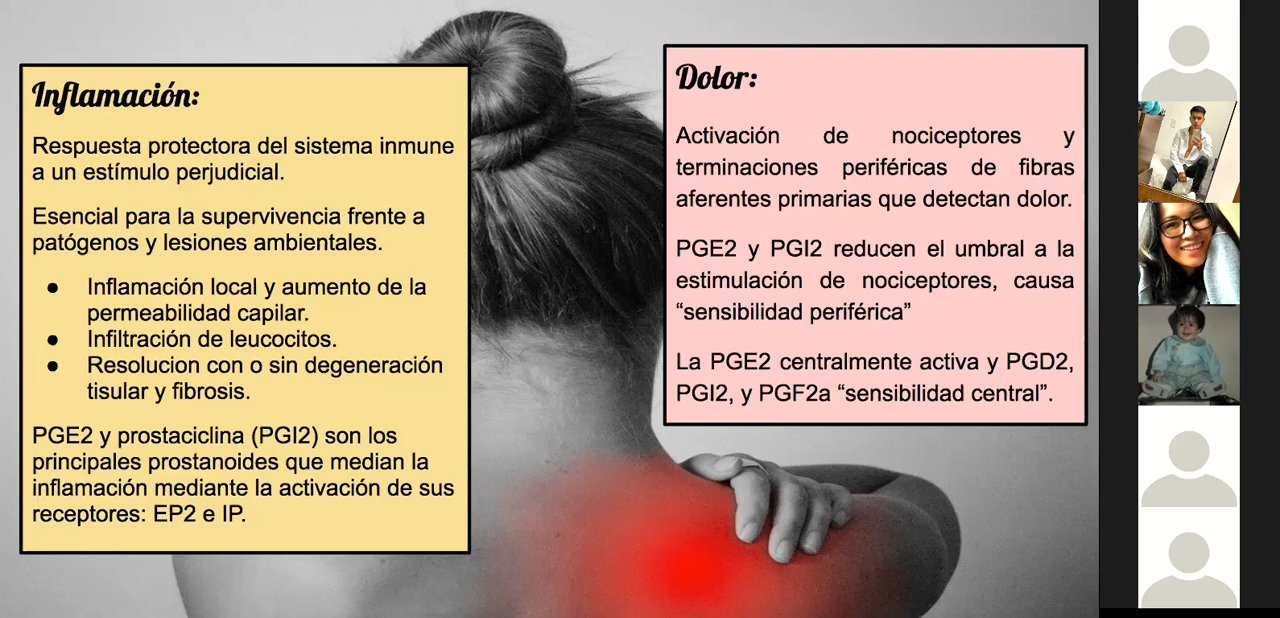 Inflamación:
Respuesta protectora del sistema inmune
a un estímulo perjudicial.
Esencial para la supervivencia frente a
patógenos y lesiones ambientales.
● Inflamación local y aumento de la
permeabilidad capilar.
● Infiltración de leucocitos.
● Resolucion con o sin degeneración
tisular y fibrosis.
PGE2 y prostaciclina (PGI2) son los
principales prostanoides que median la
inflamación mediante la activación de sus
receptores: EP2 e IP.
Dolor:
Activación de nociceptores y
terminaciones periféricas de fibras
aferentes primarias que detectan dolor.
PGE2 y PGI2 reducen el umbral a la
estimulación de nociceptores, causa
“sensibilidad periférica”
La PGE2 centralmente activa y PGD2,
PGI2, y PGF2a “sensibilidad central”.